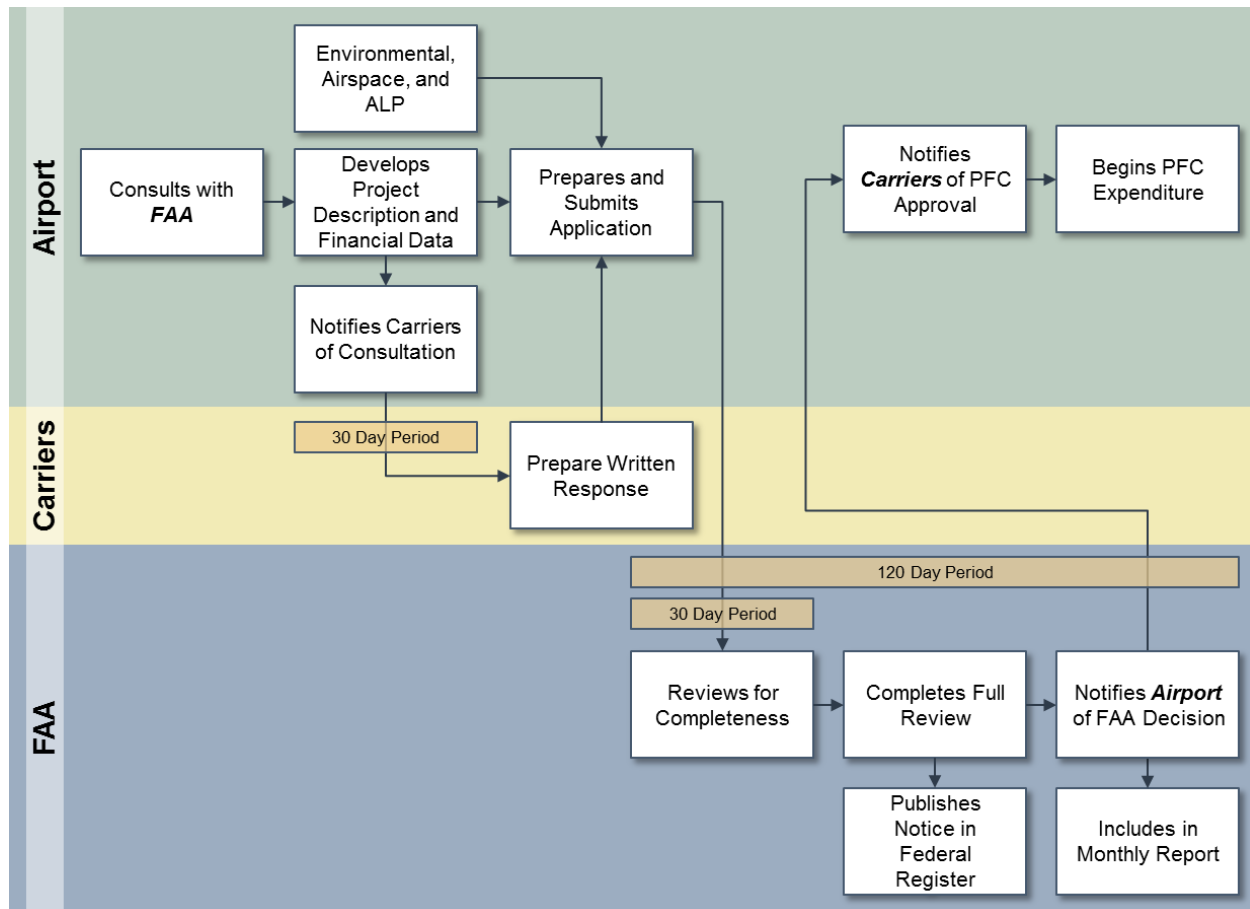 Airport
Environmental,
Airspace, and
ALP
Consults with
FAA
Develops
Project
Description and
Financial Data
Prepares and
Submits
Application
Notifies
Carriers of PFC
Approval
Begins PFC
Expenditure
Notifies Carriers
of Consultation
Carriers
30 Day Period
Prepare Written
Response
FAA
120 Day Period
30 Day Period
Reviews for
Completeness
Completes Full
Review
Notifies Airport
of FAA Decision
Publishes
Notice in
Federal
Register
Includes in
Monthly Report